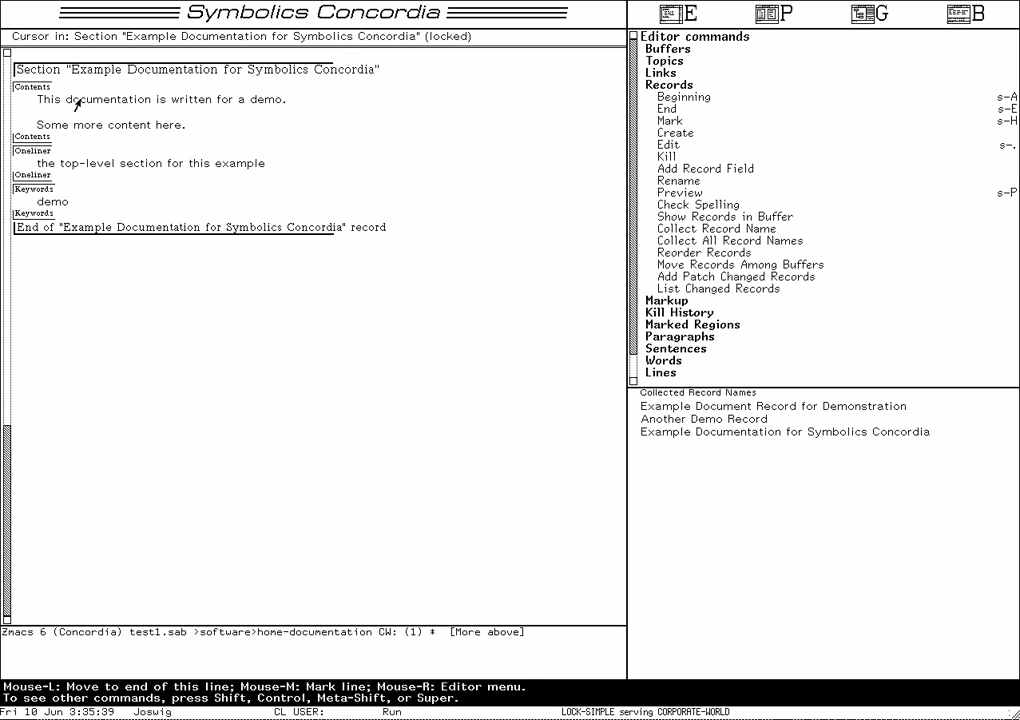 Symbolics Concordia
E P G B
Cursor in: Section "Example Documentation for Symbolics Concordia" (locked)
Section "Example Documentation for Symbolics Concordia"
Contents
This documentation is written for a demo.
Some more content here.
Contents
Oneliner
the top-level section for this example
Oneliner
Keywords
demo
Keywords
End of "Example Documentation for Symbolics Concordia" record
Editor commands
Buffers
Topics
Links
Records
Beginning s-A
End s-E
Mark s-H
Create
Edit s-.
Kill
Add Record Field
Rename
Preview s-P
Check Spelling
Show Records in Buffer
Collect Record Name
Collect All Record Names
Reorder Records
Move Records Among Buffers
Add Patch Changed Records
List Changed Records
Markup
Kill History
Marked Regions
Paragraphs
Sentences
Words
Lines
Collected Record Names
Example Document Record for Demonstration
Another Demo Record
Example Documentation for Symbolics Concordia
Zmacs 6 (Concordia) test1.sab >software>home-documentation CW: (1) * [More above]
Mouse-L: Move to end of this line; Mouse-M: Mark line; Mouse-R: Editor menu.
To see other commands, press Shift, Control, Meta-Shift, or Super.
Fri 10 Jun 3:35:39 Joswig CL USER: Run LOCK-SIMPLE serving CORPORATE-WORLD